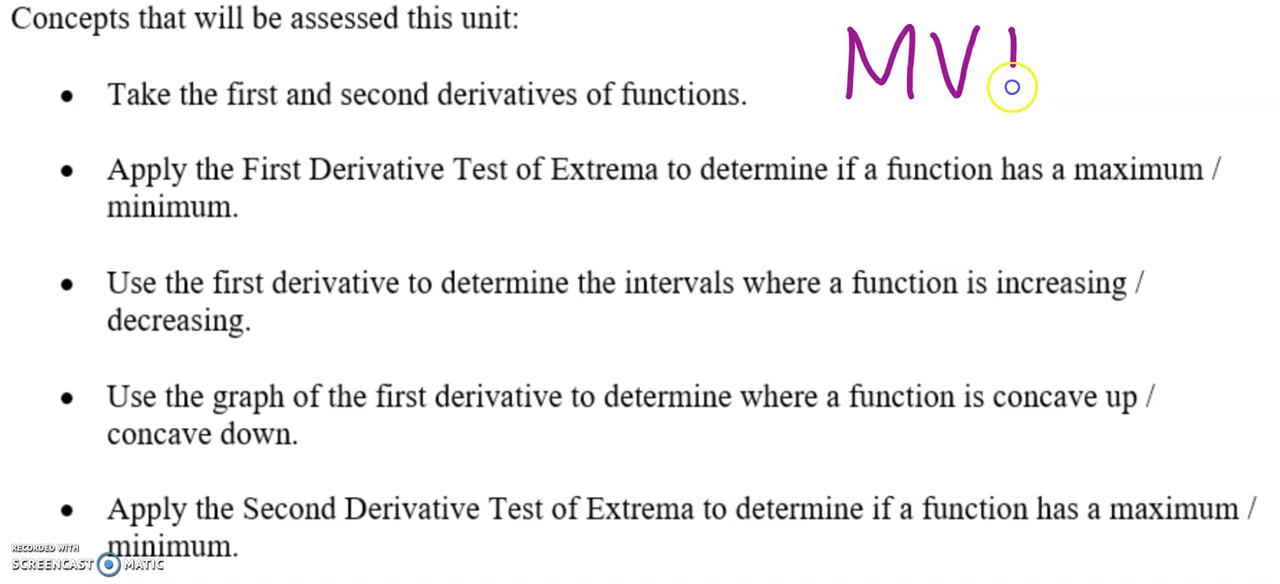 Concepts that will be assessed this unit:
MV
• Take the first and second derivatives of functions.
• Apply the First Derivative Test of Extrema to determine if a function has a maximum /
minimum.
• Use the first derivative to determine the intervals where a function is increasing /
decreasing.
• Use the graph of the first derivative to determine where a function is concave up /
concave down.
• Apply the Second Derivative Test of Extrema to determine if a function has a maximum /
minimum.
RECORDED WITH
SCREENCAST MATIC